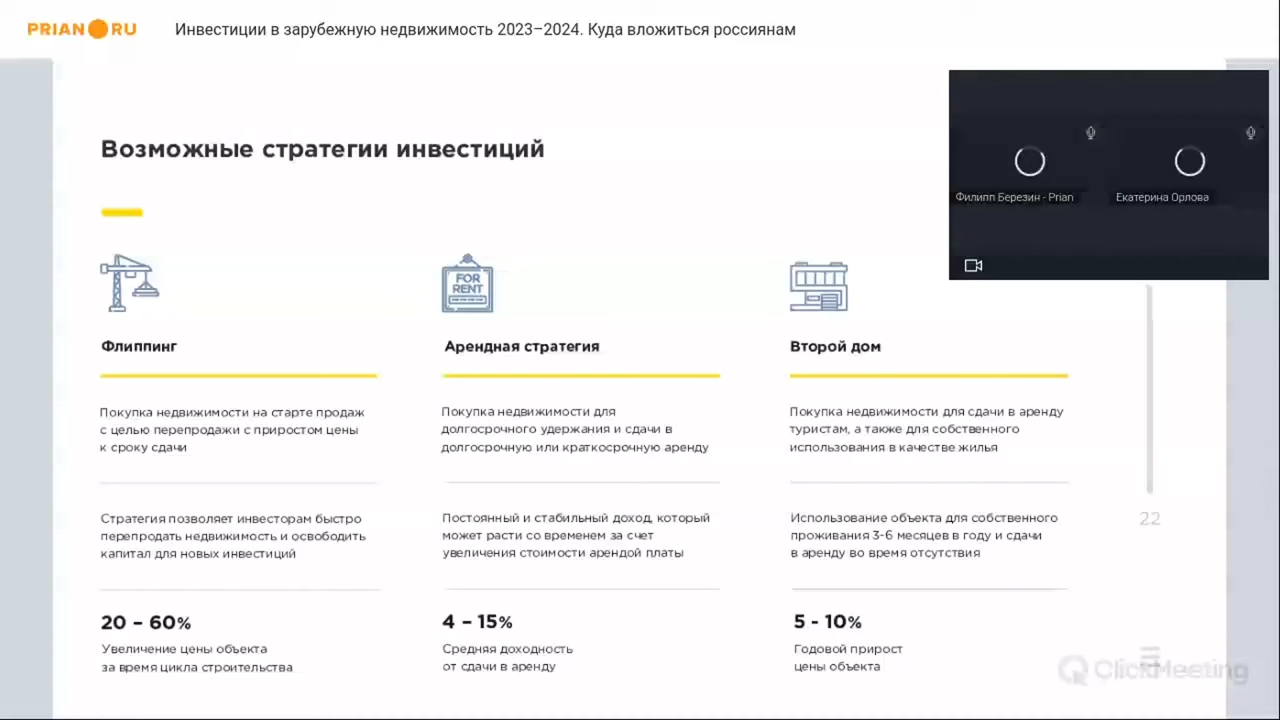 PRIAN RU
Инвестиции в зарубежную недвижимость 2023–2024. Куда вложиться россиянам
Филипп Березин - Prian
Екатерина Орлова
Возможные стратегии инвестиций
FOR
RENT
Флиппинг
Покупка недвижимости на старте продаж
с целью перепродажи с приростом цены
к сроку сдачи
Стратегия позволяет инвесторам быстро
перепродать недвижимость и освободить
капитал для новых инвестиций
20 – 60%
Увеличение цены объекта
за время цикла строительства
Арендная стратегия
Покупка недвижимости для
долгосрочного удержания и сдачи в
долгосрочную или краткосрочную аренду
Постоянный и стабильный доход, который
может расти со временем за счет
увеличения стоимости арендой платы
4 – 15%
Средняя доходность
от сдачи в аренду
Второй дом
Покупка недвижимости для сдачи в аренду
туристам, а также для собственного
использования в качестве жилья
Использование объекта для собственного
проживания 3-6 месяцев в году и сдачи
в аренду во время отсутствия
5 - 10%
Годовой прирост
цены объекта
22
ClickMeeting